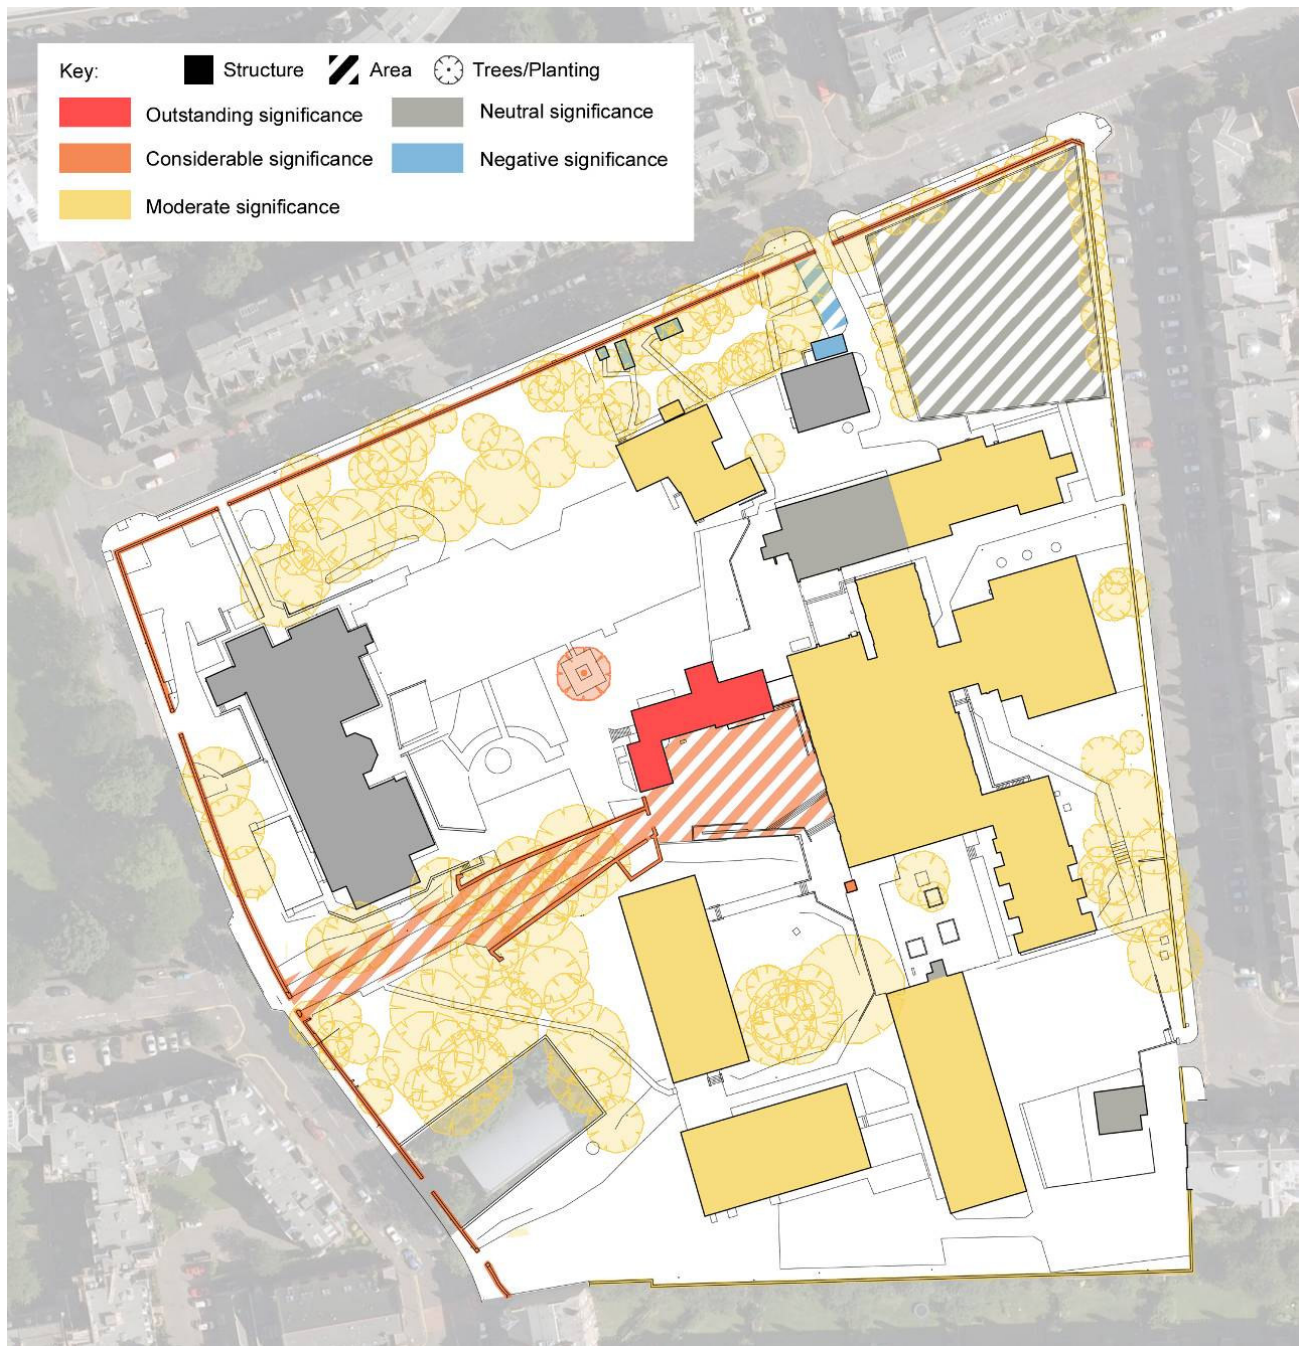 Key: Structure Area Trees/Planting
Outstanding significance Neutral significance
Considerable significance Negative significance
Moderate significance